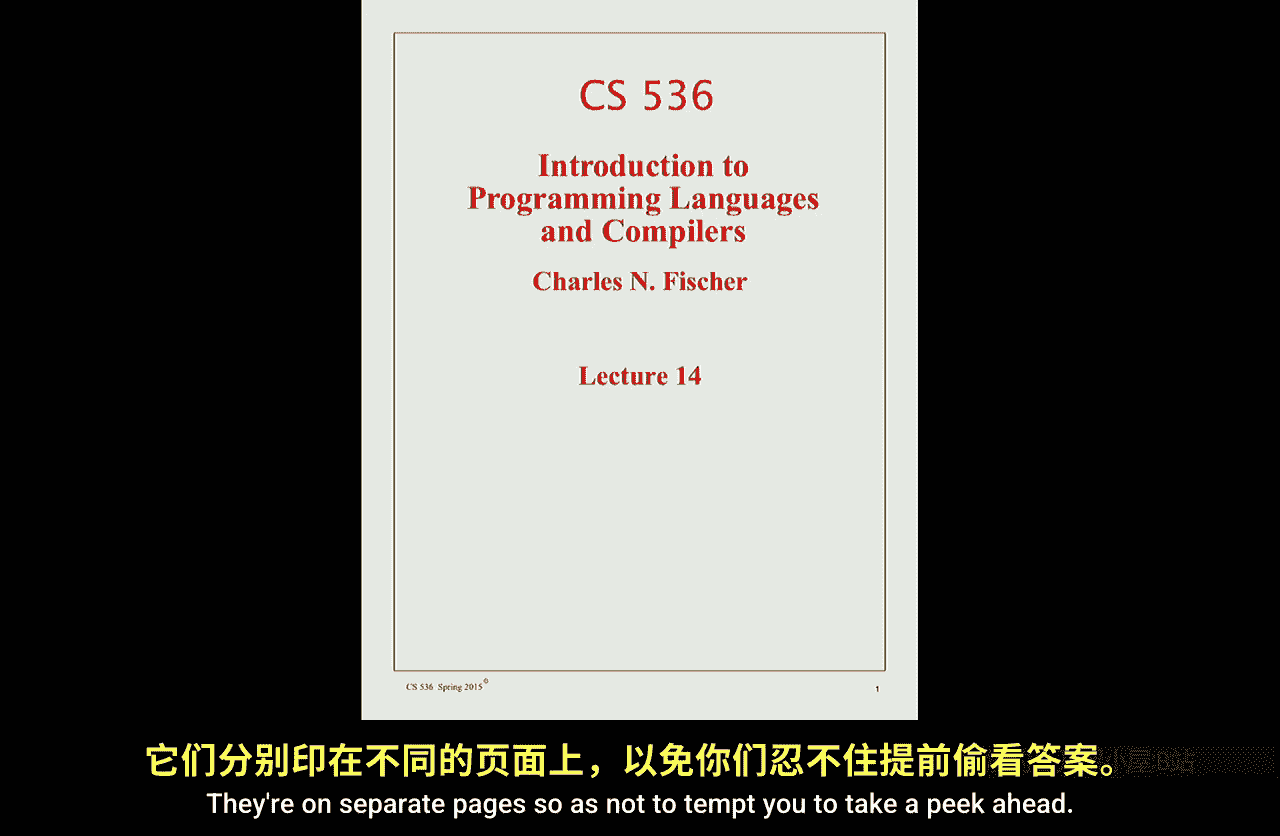 CS 536
Introduction to
Programming Languages
and Compilers
Charles N. Fischer
Lecture 14
CS 536 Spring 2015©
1
它们分别印在不同的页面上，以免你们忍不住提前偷看答案。
They're on separate pages so as not to tempt you to take a peek ahead.